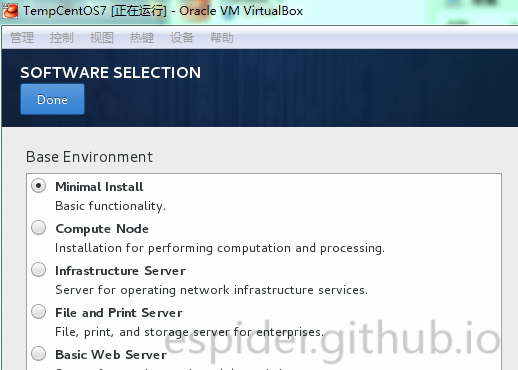 TempCentOS7 [正在运行] - Oracle VM VirtualBox
管理 控制 视图 热键 设备 帮助
SOFTWARE SELECTION
Done
Base Environment
Minimal Install
Basic functionality.
Compute Node
Installation for performing computation and processing.
Infrastructure Server
Server for operating network infrastructure services.
File and Print Server
File, print, and storage server for enterprises.
Basic Web Server
espider.github.io